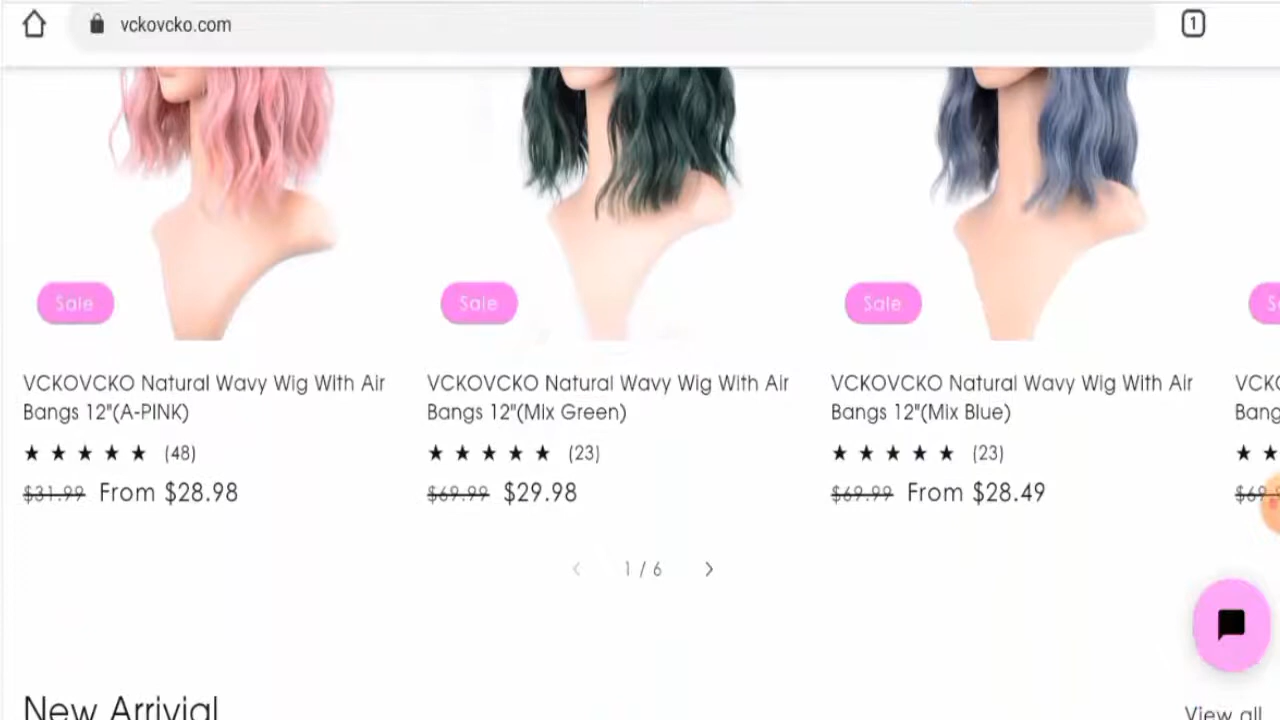 vckovcko.com
1
Sale
Sale
Sale
VCKOVCKO Natural Wavy Wig With Air
Bangs 12"(A-PINK)
★ ★ ★ ★ ★ (48)
$31.99 From $28.98
VCKOVCKO Natural Wavy Wig With Air
Bangs 12"(Mix Green)
★ ★ ★ ★ ★ (23)
$69.99 $29.98
VCKOVCKO Natural Wavy Wig With Air
Bangs 12"(Mix Blue)
★ ★ ★ ★ ★ (23)
$69.99 From $28.49
Bang
1 / 6
New Arrivial
View all